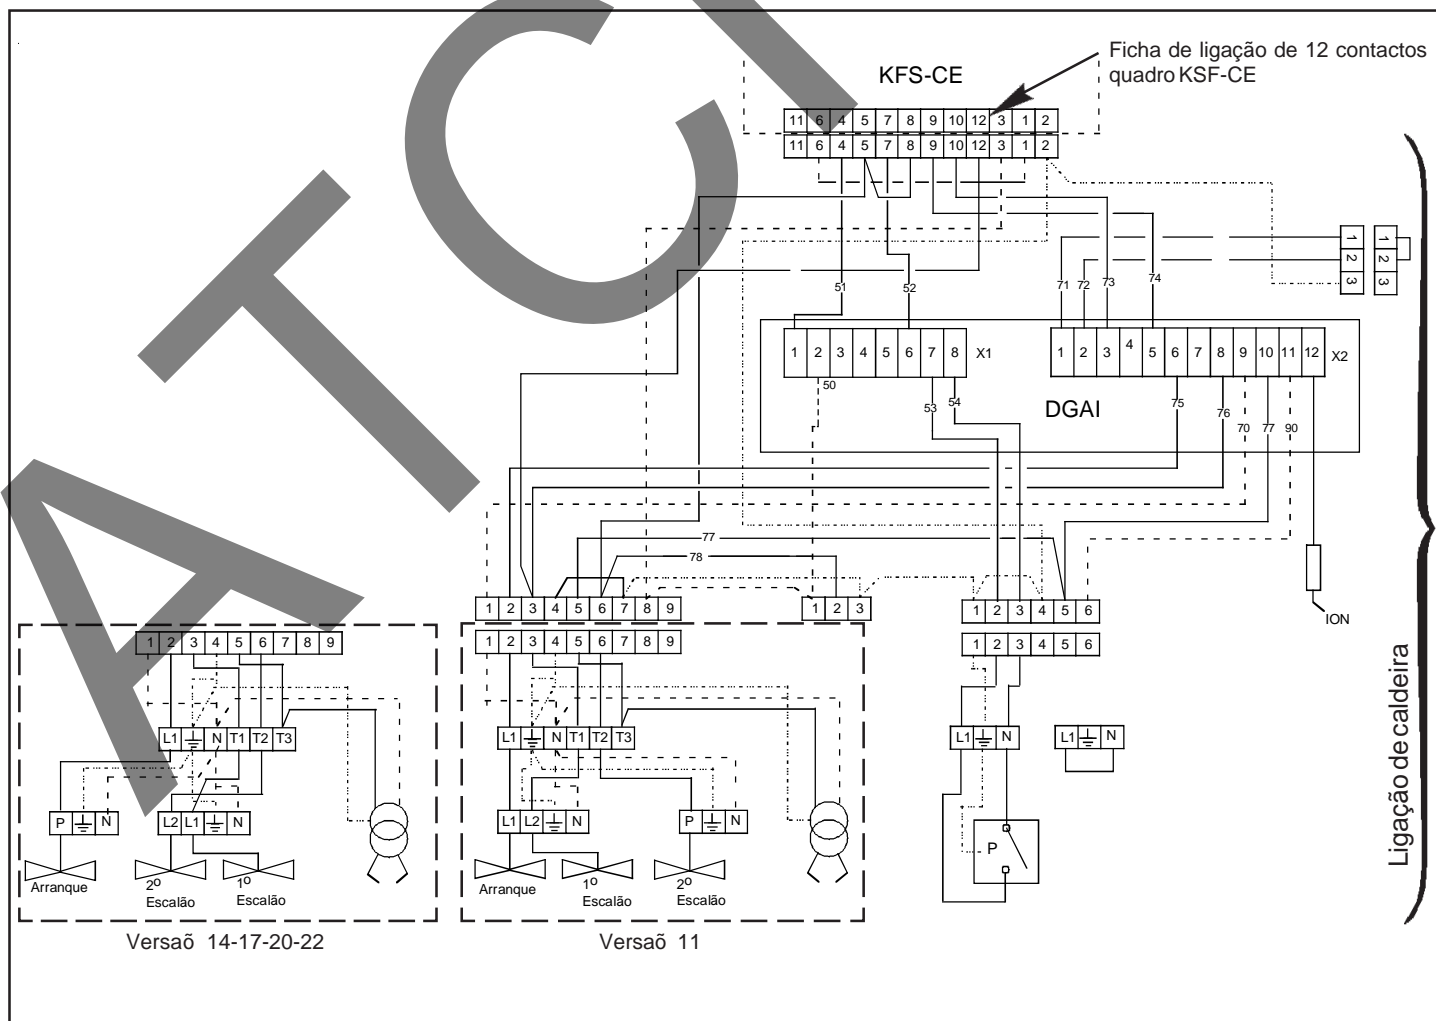 Ficha de ligação de 12 contactos
quadro KSF-CE
KFS-CE
11 6 4 5 7 8 9 10 12 3 1 2
11 6 4 5 7 8 9 10 12 3 1 2
1 1
2 2
3 3
51 52 71 72 73 74
1 2 3 4 5 6 7 8 X1
1 2 3 4 5 6 7 8 9 10 11 12 X2
50 53 54 DGAI 75 76 70 77 90
77
78
ION
1 2 3 4 5 6 7 8 9
1 2 3
1 2 3 4 5 6
1 2 3 4 5 6 7 8 9
1 2 3 4 5 6 7 8 9
1 2 3 4 5 6
L1 N T1 T2 T3
L1 N T1 T2 T3
L1 N
L1 N
P N
L2 L1 N
L1 L2 N
P N
P
Arranque
2º
Escalão
1º
Escalão
Arranque
1º
Escalão
2º
Escalão
Versaõ 14-17-20-22
Versaõ 11
Ligação de caldeira
ATC